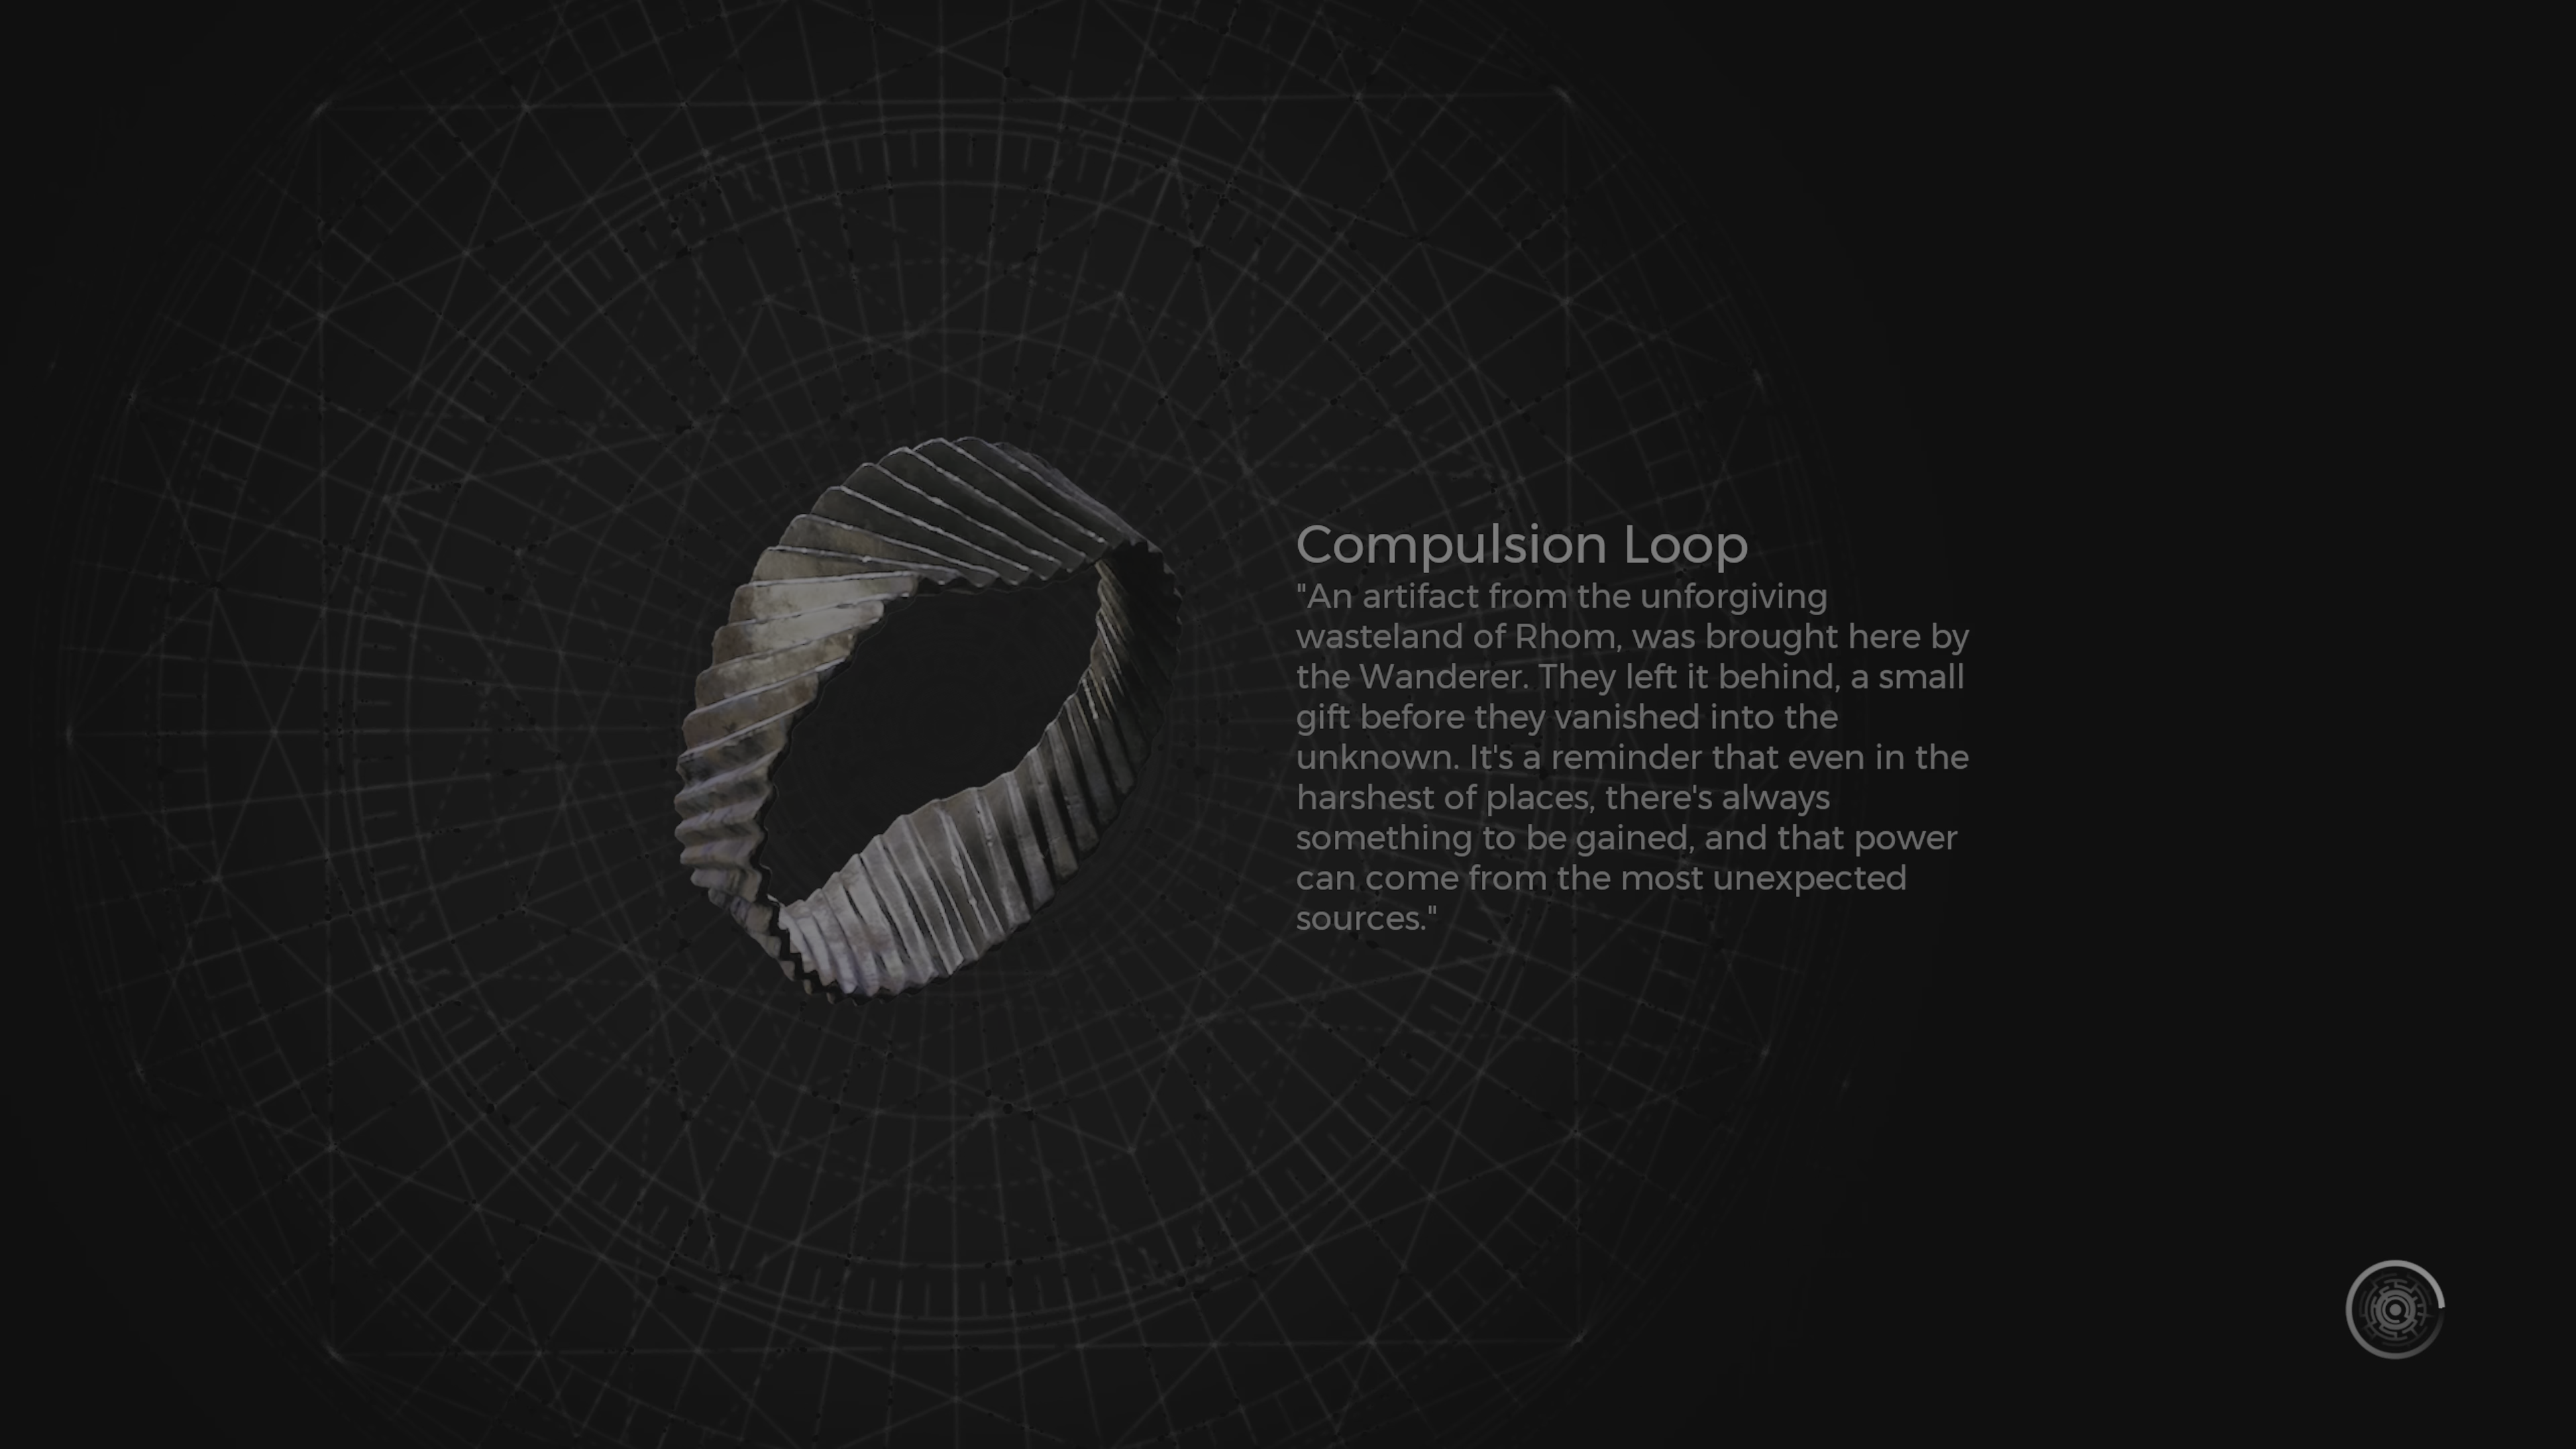 Compulsion Loop
"An artifact from the unforgiving
wasteland of Rhom, was brought here by
the Wanderer. They left it behind, a small
gift before they vanished into the
unknown. It's a reminder that even in the
harshest of places, there's always
something to be gained, and that power
can come from the most unexpected
sources."